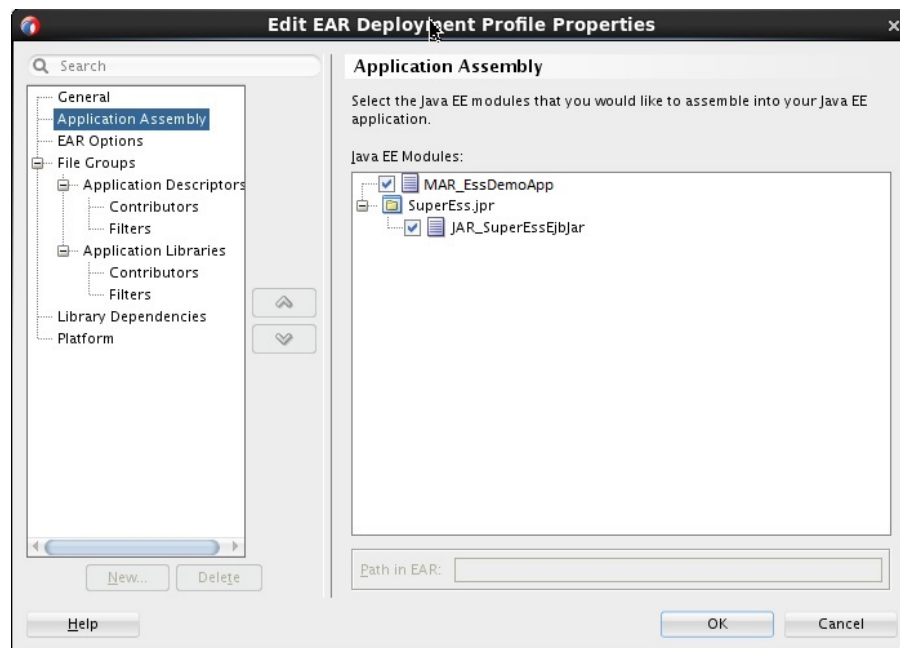 Edit EAR Deployment Profile Properties
Search
General
Application Assembly
EAR Options
File Groups
Application Descriptors
Contributors
Filters
Application Libraries
Contributors
Filters
Library Dependencies
Platform
New...
Delete
Application Assembly
Select the Java EE modules that you would like to assemble into your Java EE
application.
Java EE Modules:
MAR_EssDemoApp
SuperEss.jpr
JAR_SuperEssEjbJar
Path in EAR:
Help
OK
Cancel